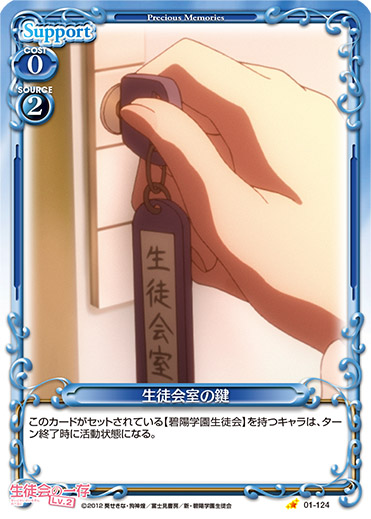 Precious Memories
Support
COST
0
SOURCE
2
生徒会室
生徒会室の鍵
このカードがセットされている【碧陽学園生徒会】を持つキャラは、ター
ン終了時に活動状態になる。
生徒会の一存
Lv.2
01-124
©2012 葵せきな・狗神煌/富士見書房/新・碧陽学園生徒会